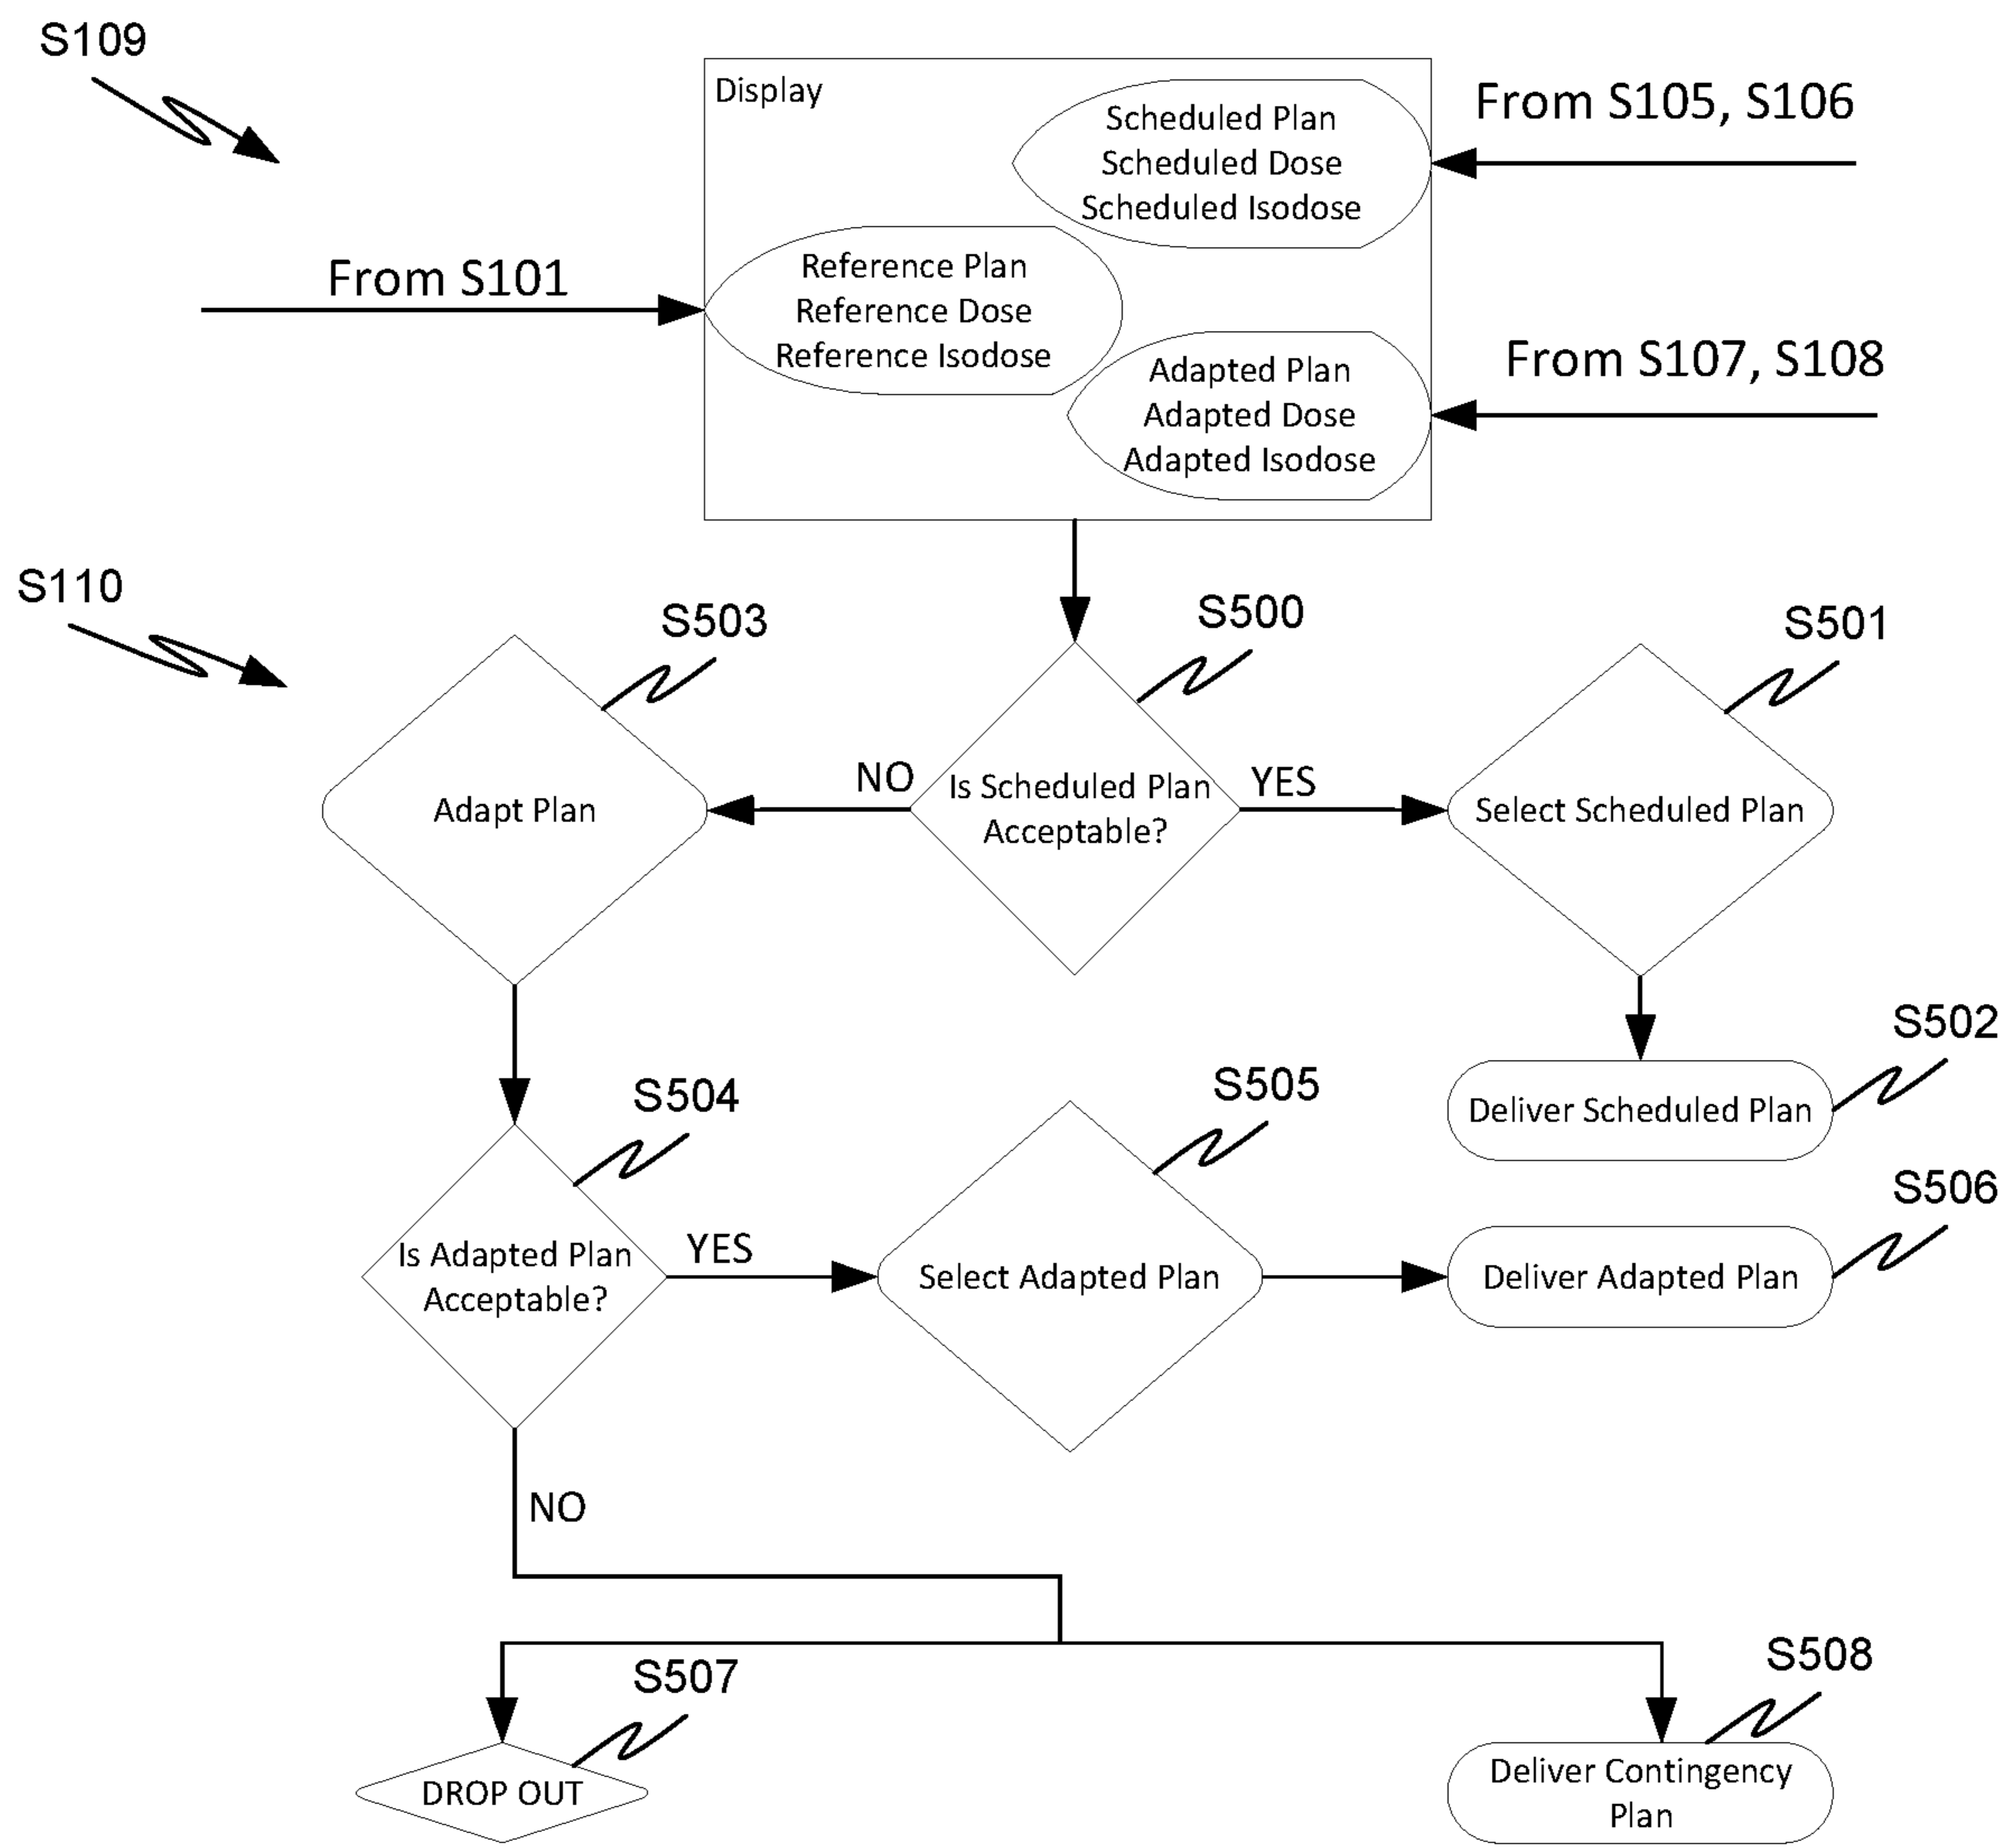 S109
Display
Scheduled Plan
Scheduled Dose
Scheduled Isodose
From S105, S106
From S101
Reference Plan
Reference Dose
Reference Isodose
Adapted Plan
Adapted Dose
Adapted Isodose
From S107, S108
S110
S503
S500
S501
Adapt Plan
NO
Is Scheduled Plan
Acceptable?
YES
Select Scheduled Plan
S502
Deliver Scheduled Plan
S504
S505
S506
Is Adapted Plan
Acceptable?
YES
Select Adapted Plan
Deliver Adapted Plan
NO
S507
S508
DROP OUT
Deliver Contingency
Plan